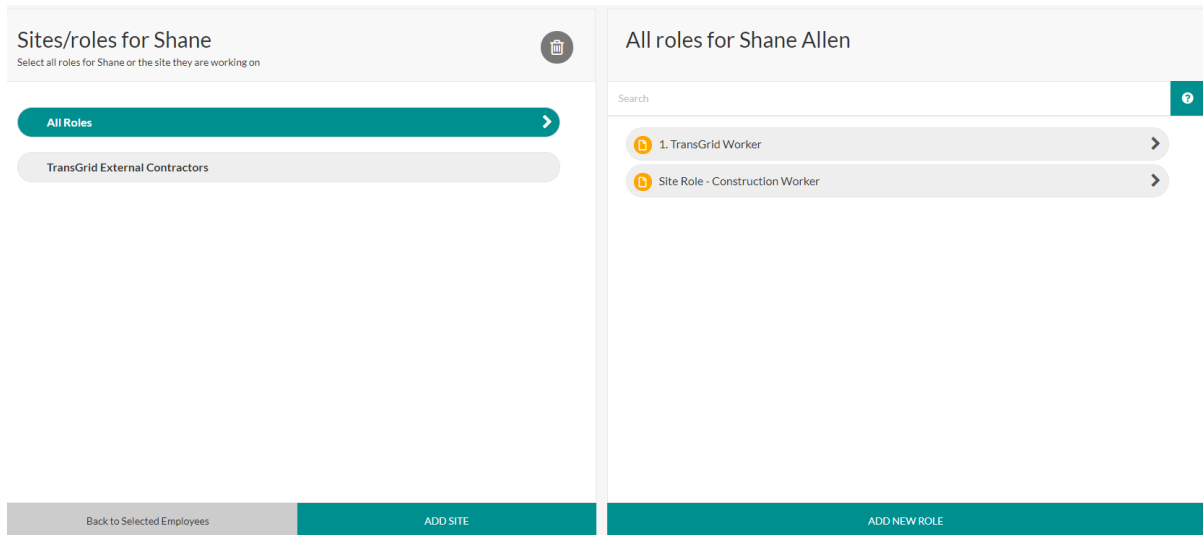 Sites/roles for Shane
Select all roles for Shane or the site they are working on
All Roles
TransGrid External Contractors
Back to Selected Employees
ADD SITE
All roles for Shane Allen
Search
1. TransGrid Worker
Site Role - Construction Worker
ADD NEW ROLE